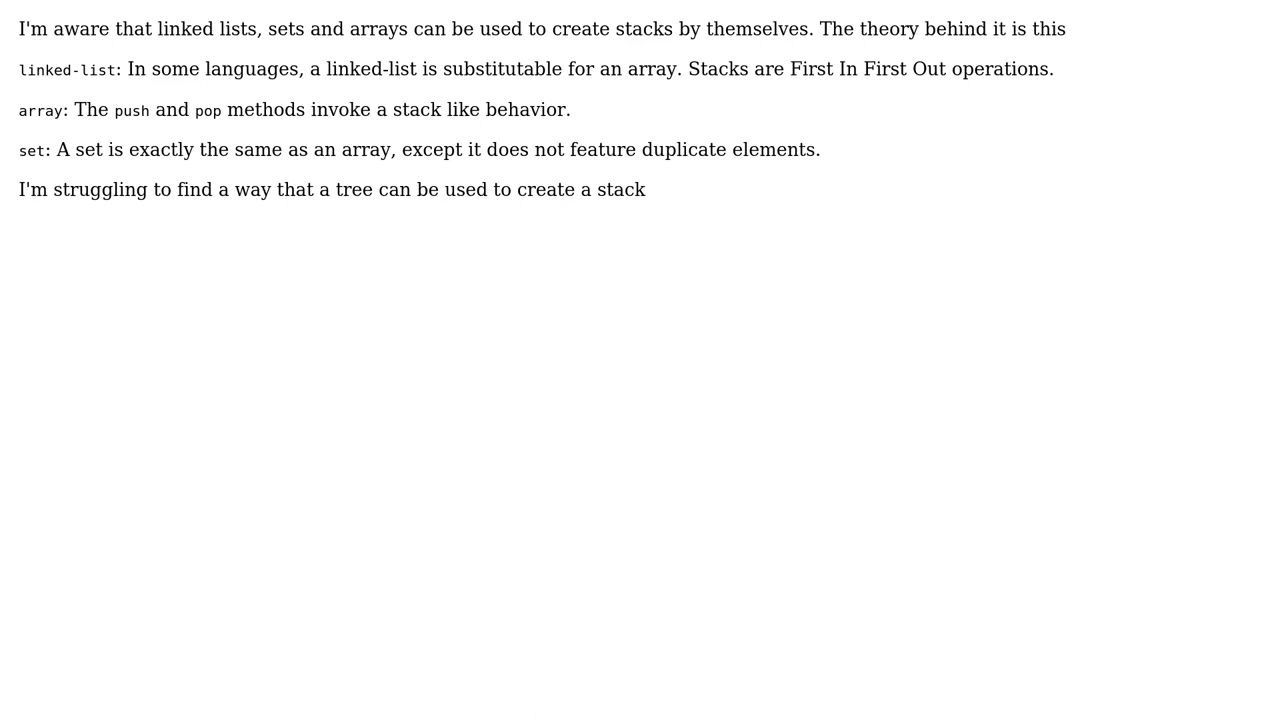 I'm aware that linked lists, sets and arrays can be used to create stacks by themselves. The theory behind it is this
linked-list: In some languages, a linked-list is substitutable for an array. Stacks are First In First Out operations.
array: The push and pop methods invoke a stack like behavior.
set: A set is exactly the same as an array, except it does not feature duplicate elements.
I'm struggling to find a way that a tree can be used to create a stack